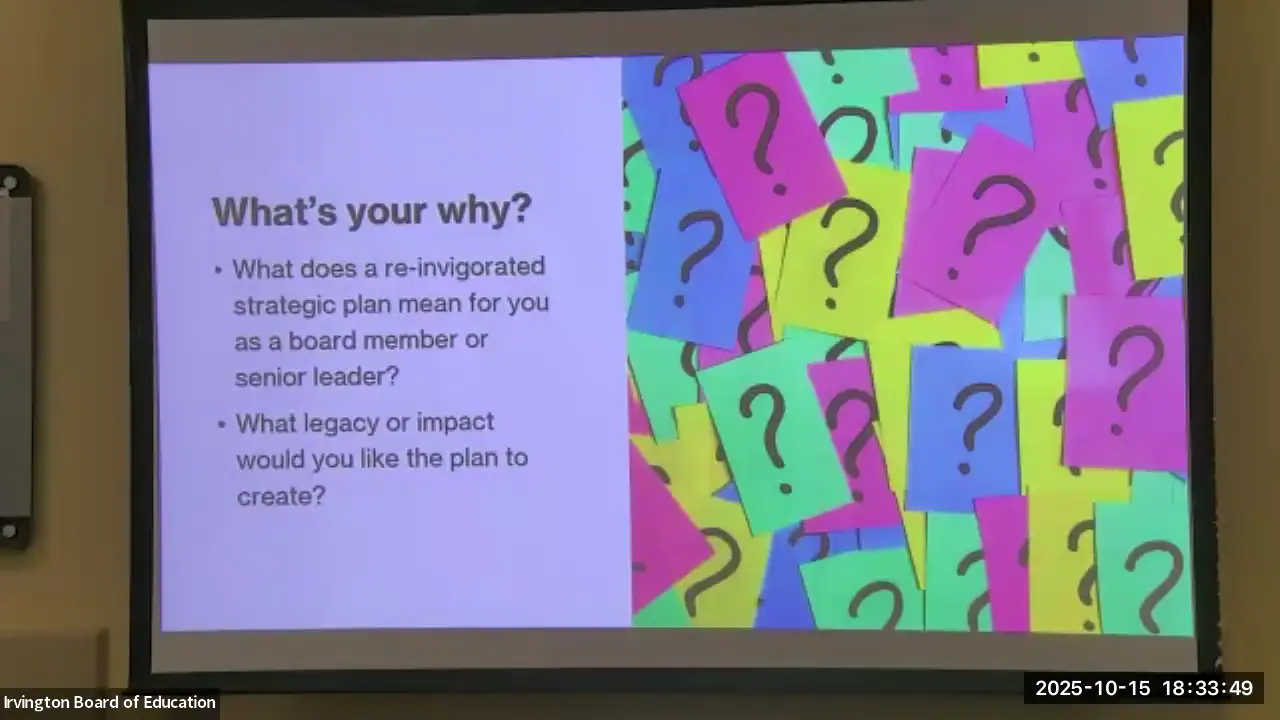 What's your why?
• What does a re-invigorated
strategic plan mean for you
as a board member or
senior leader?
• What legacy or impact
would you like the plan to
create?
Irvington Board of Education
2025-10-15 18:33:49